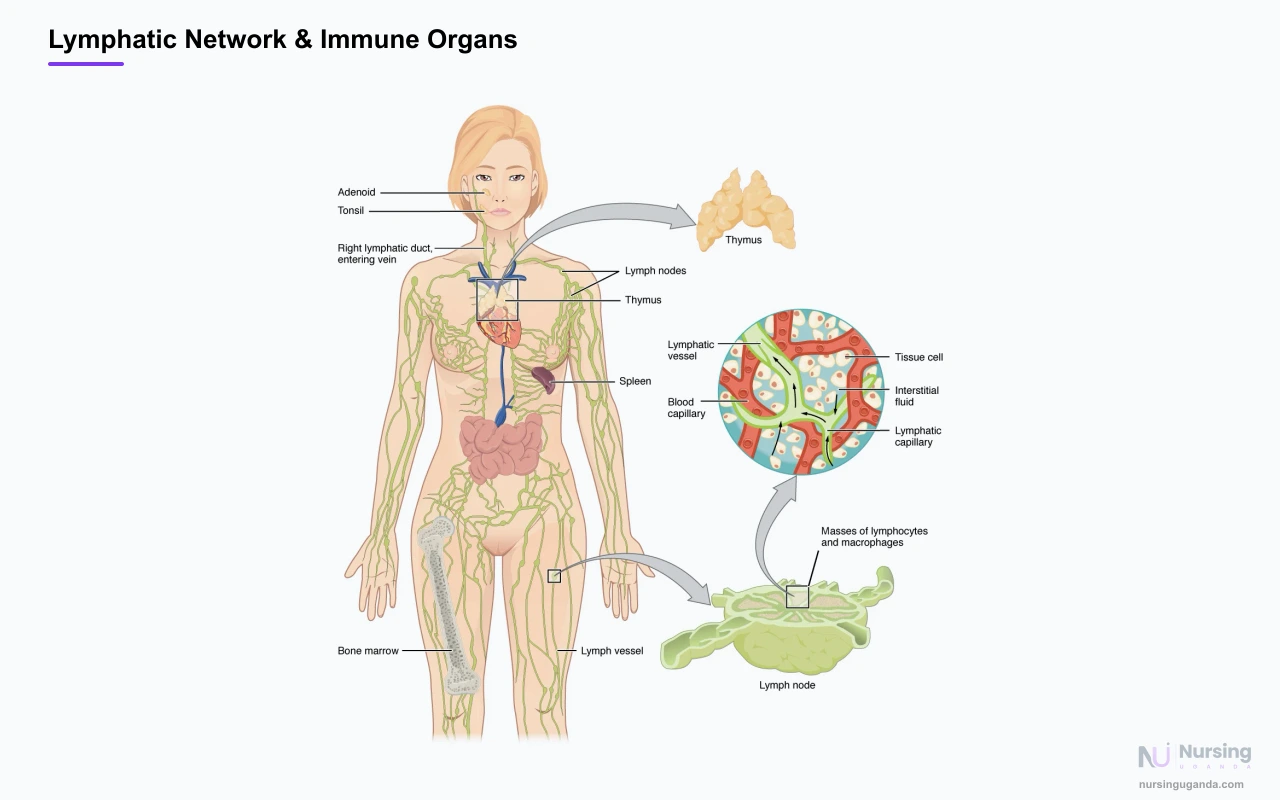 Lymphatic Network & Immune Organs
Adenoid
Tonsil
Right lymphatic duct,
entering vein
Thymus
Lymph nodes
Thymus
Spleen
Lymphatic
vessel
Blood
capillary
Tissue cell
Interstitial
fluid
Lymphatic
capillary
Masses of lymphocytes
and macrophages
Bone marrow
Lymph vessel
Lymph node
NU Nursing
UGANDA
nursinguganda.com